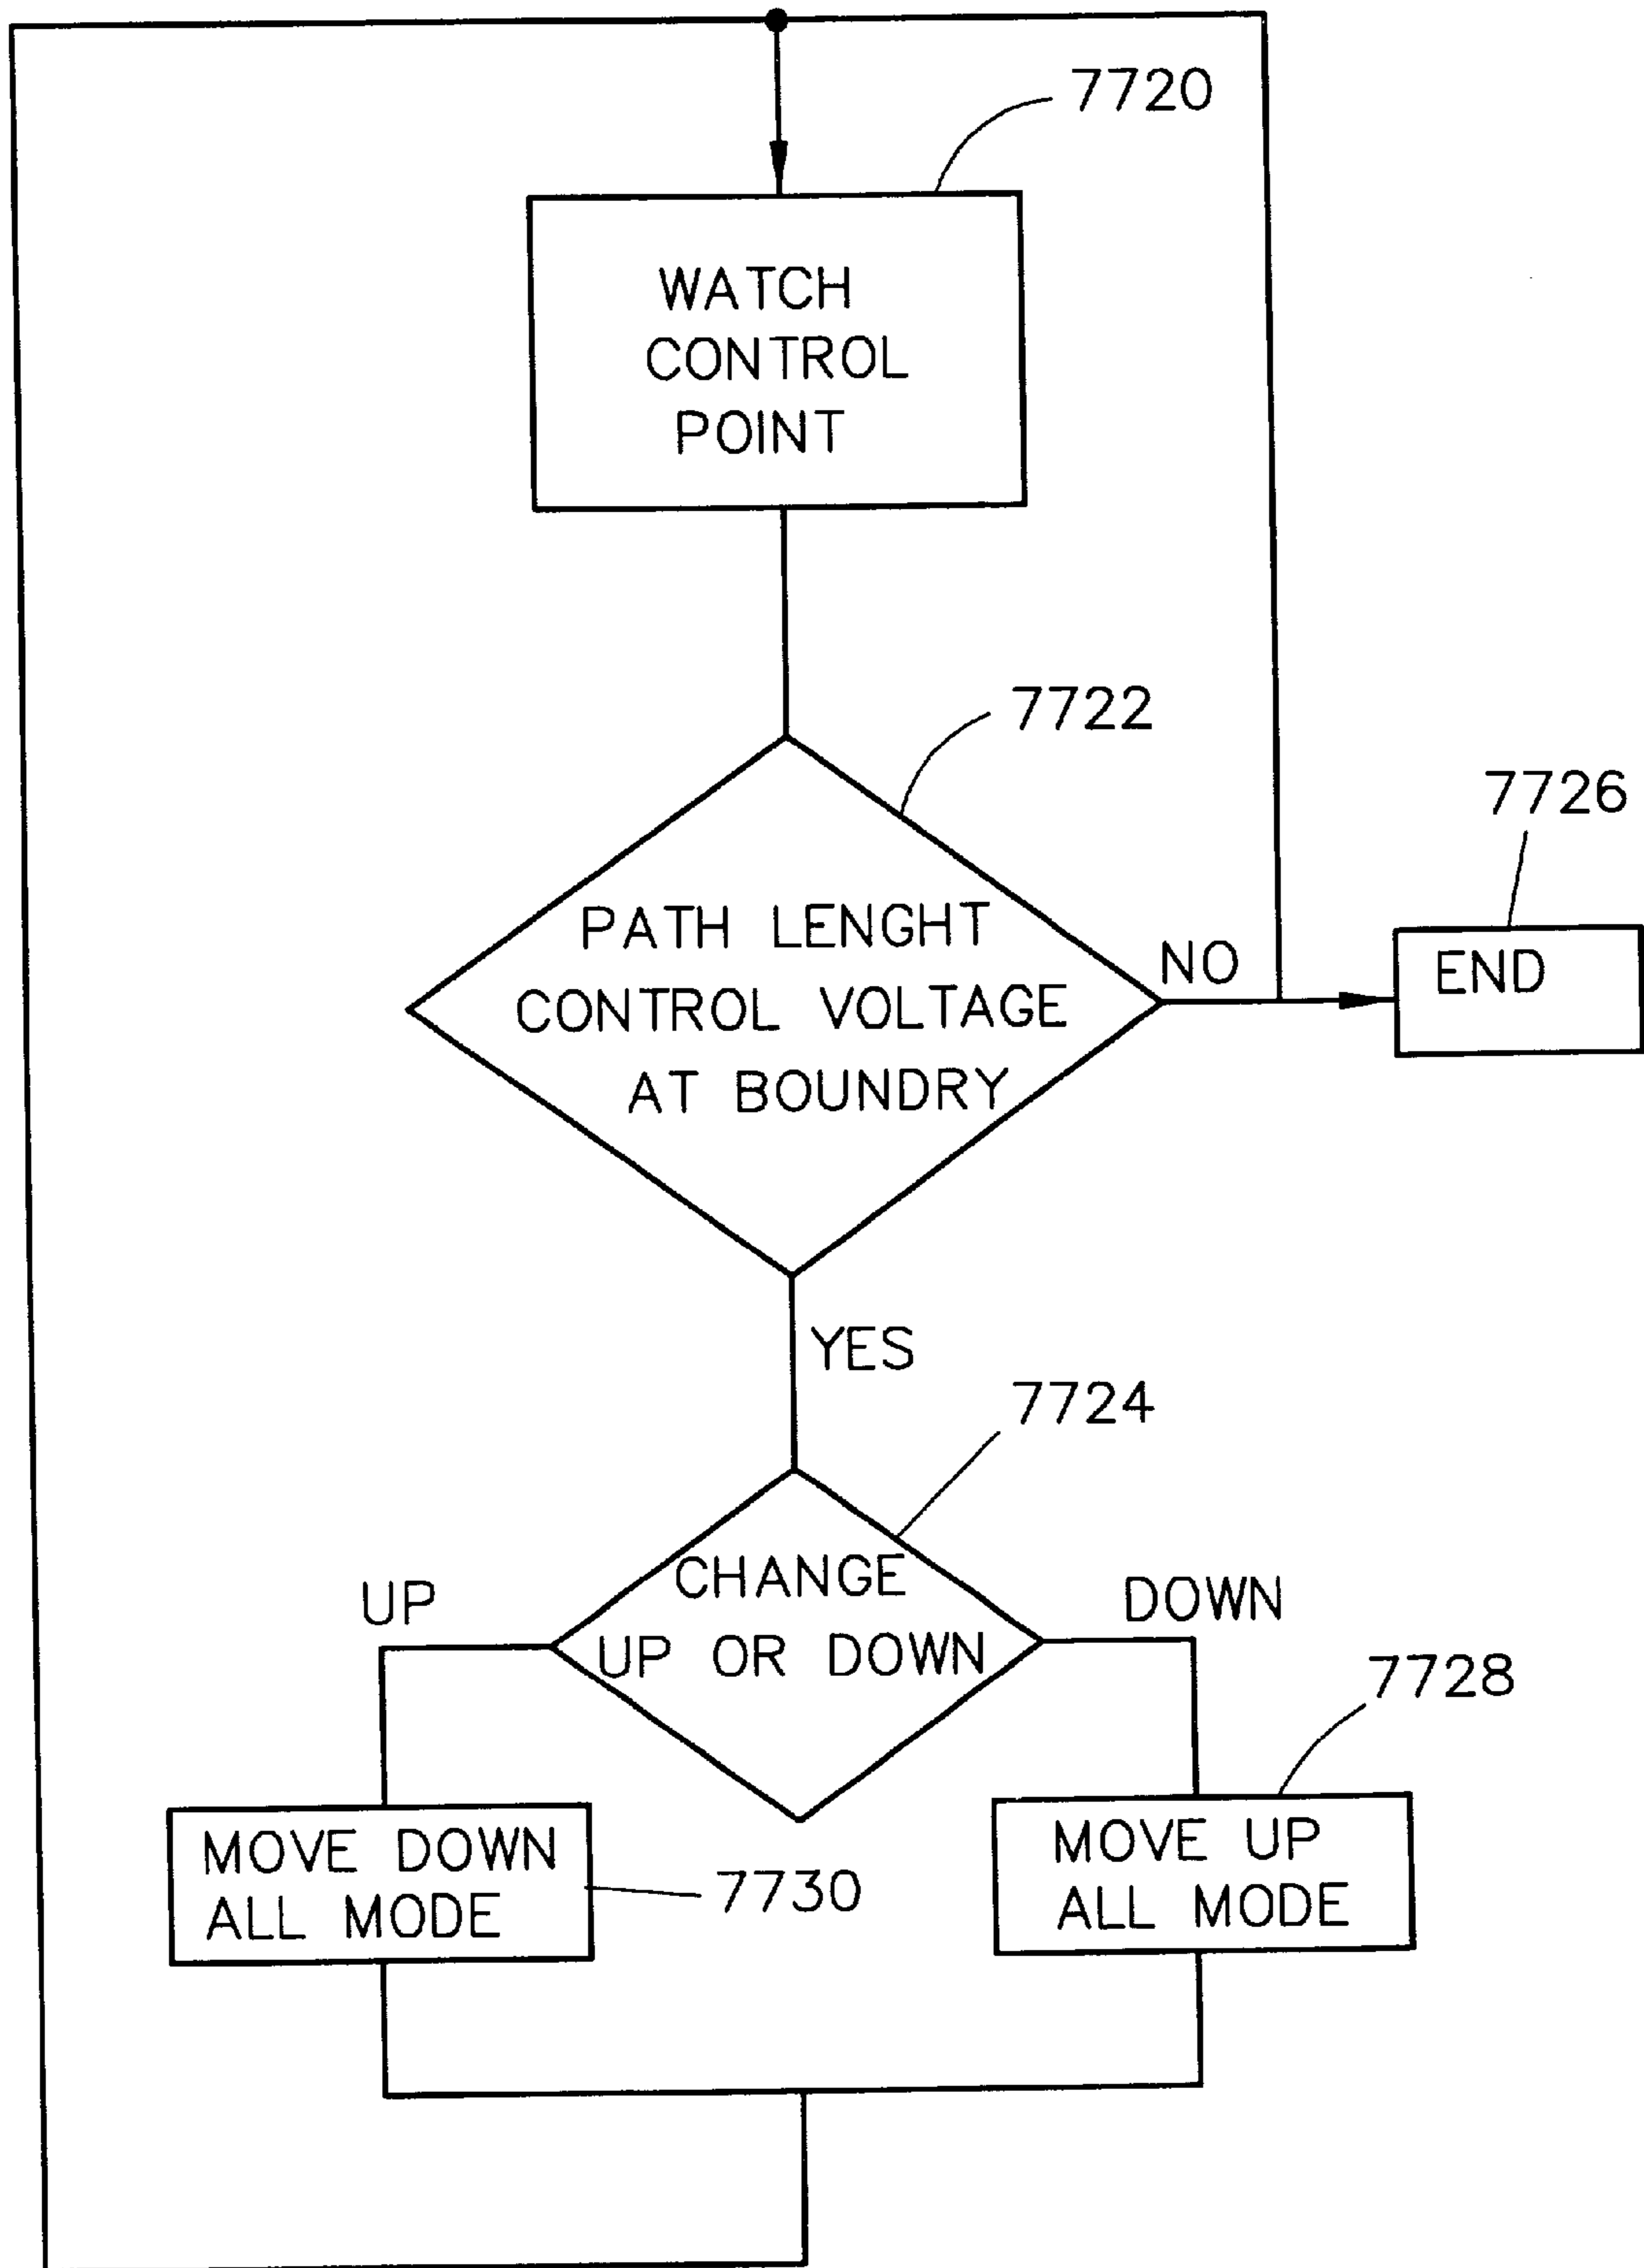 7720
WATCH
CONTROL
POINT
7722
7726
PATH LENGHT
CONTROL VOLTAGE
AT BOUNDRY
NO
END
YES
7724
CHANGE
UP OR DOWN
UP
DOWN
7728
MOVE DOWN
ALL MODE
7730
MOVE UP
ALL MODE